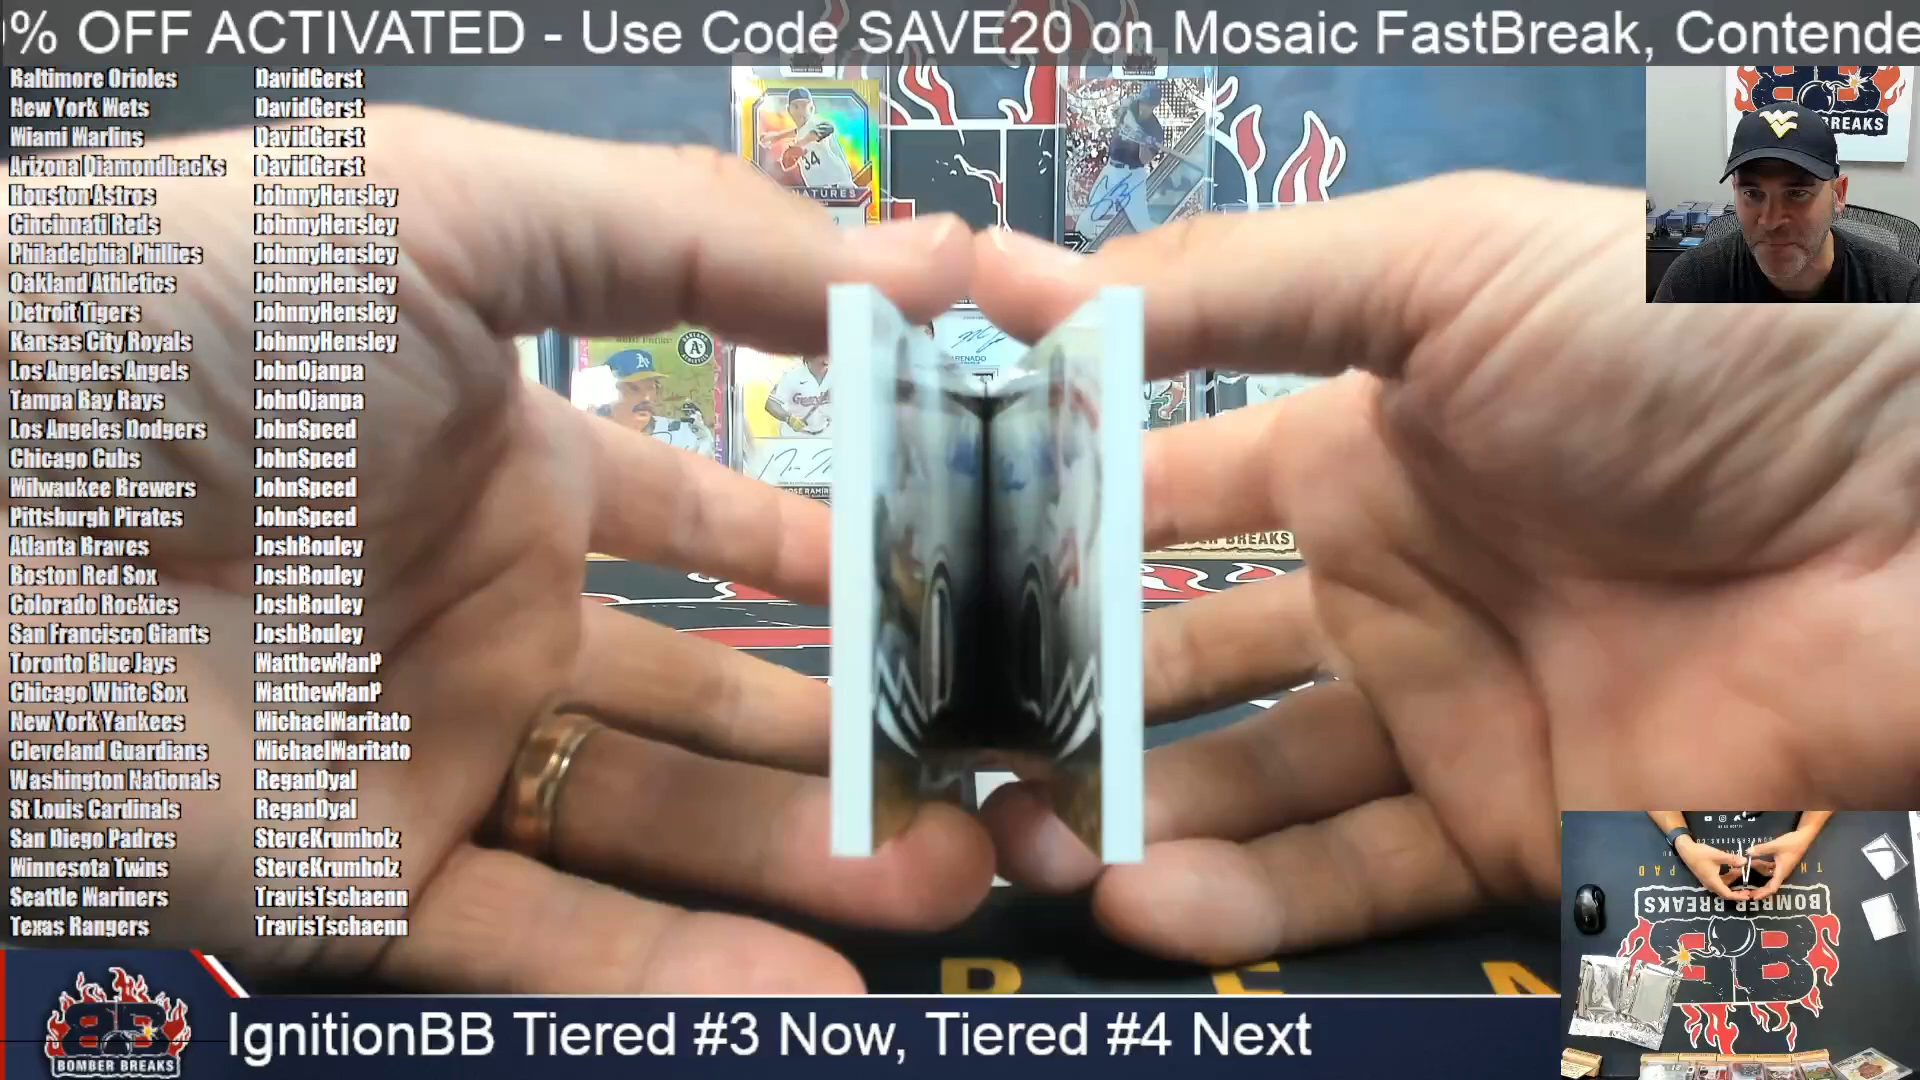 % OFF ACTIVATED - Use Code SAVE20 on Mosaic FastBreak, Contende
Baltimore Orioles DavidGerst
New York Mets DavidGerst
Miami Marlins DavidGerst
Arizona Diamondbacks DavidGerst
Houston Astros JohnnyHensley
Cincinnati Reds JohnnyHensley
Philadelphia Phillies JohnnyHensley
Oakland Athletics JohnnyHensley
Detroit Tigers JohnnyHensley
Kansas City Royals JohnnyHensley
Los Angeles Angels JohnOjanpa
Tampa Bay Rays JohnOjanpa
Los Angeles Dodgers JohnSpeed
Chicago Cubs JohnSpeed
Milwaukee Brewers JohnSpeed
Pittsburgh Pirates JohnSpeed
Atlanta Braves JoshBouley
Boston Red Sox JoshBouley
Colorado Rockies JoshBouley
San Francisco Giants JoshBouley
Toronto Blue Jays MatthewVanP
Chicago White Sox MatthewVanP
New York Yankees MichaelMaritato
Cleveland Guardians MichaelMaritato
Washington Nationals ReganDyal
St Louis Cardinals ReganDyal
San Diego Padres SteveKrumholz
Minnesota Twins SteveKrumholz
Seattle Mariners TravisTschaenn
Texas Rangers TravisTschaenn
34
NATURES
ARENADO
BREAKS
BREAKS
BOMBER BREAKS
BB
BOMBER BREAKS
IgnitionBB Tiered #3 Now, Tiered #4 Next